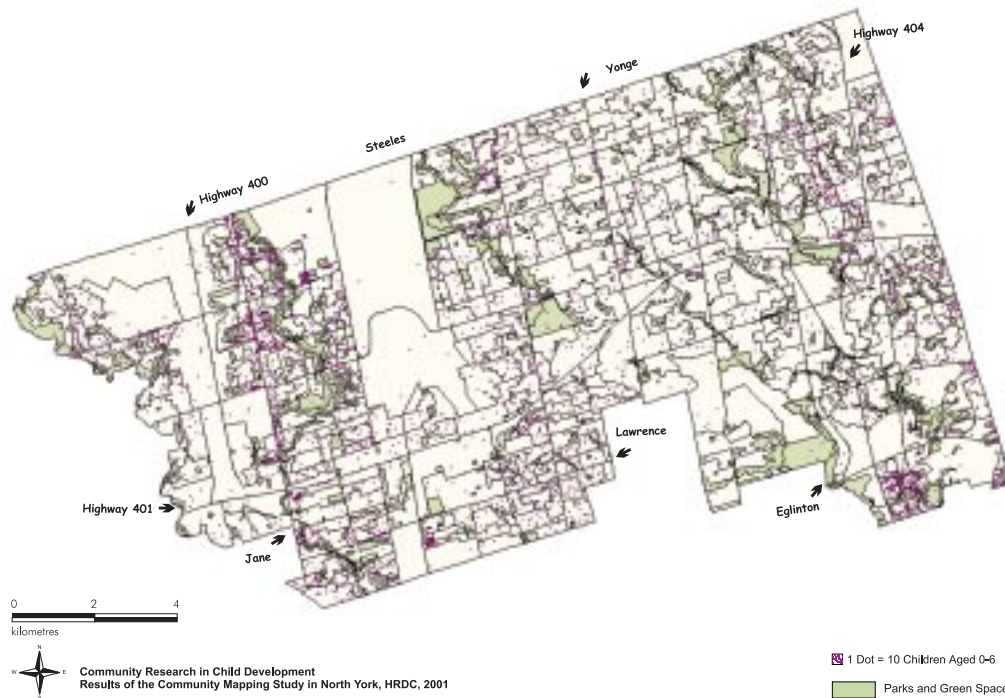 Highway 404
Yonge
Steeles
Highway 400
Lawrence
Highway 401
Eglinton
Jane
0 2 4
kilometres
N
W E
S
Community Research in Child Development
Results of the Community Mapping Study in North York, HRDC, 2001
1 Dot = 10 Children Aged 0-6
Parks and Green Space